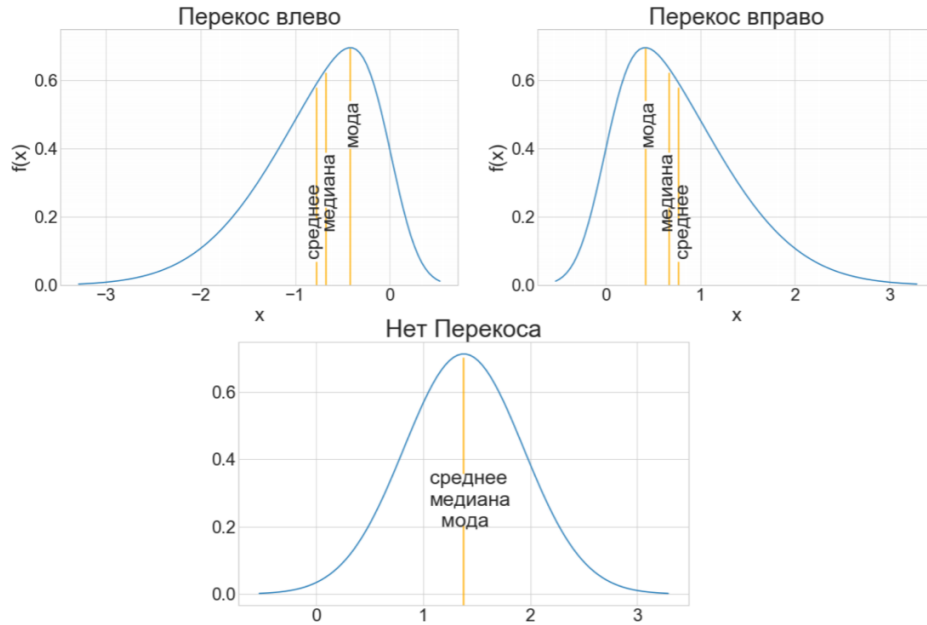 Перекос влево
f(x)
0.6
0.4
0.2
0.0
среднее
медиана
мода
−3
−2
−1
0
x
Перекос вправо
f(x)
0.6
0.4
0.2
0.0
мода
медиана
среднее
0
1
2
3
x
Нет Перекоса
0.6
0.4
0.2
0.0
среднее
медиана
мода
0
1
2
3